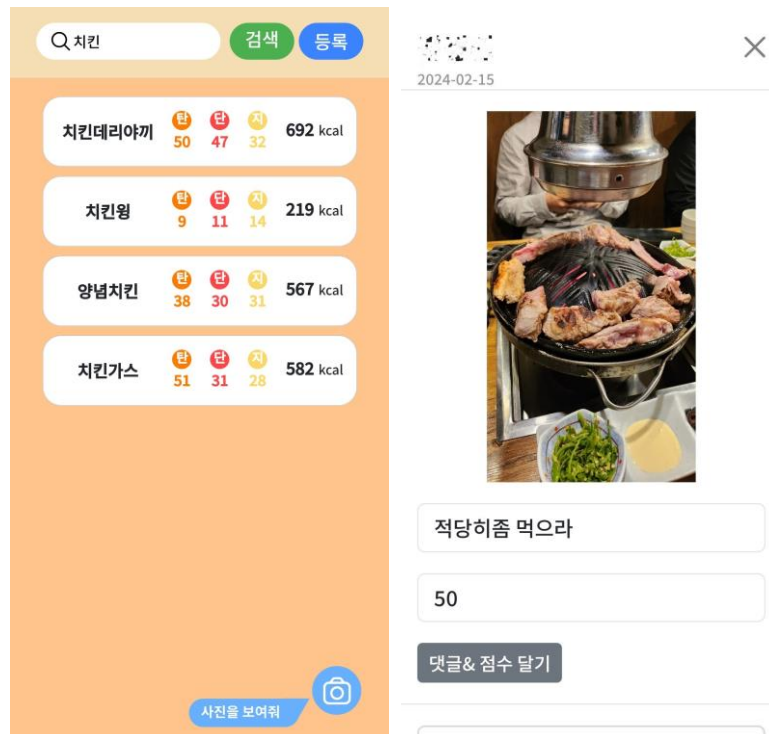 치킨
검색
등록
치킨데리야끼 탄 50 단 47 지 32 692 kcal
치킨윙 탄 9 단 11 지 14 219 kcal
양념치킨 탄 38 단 30 지 31 567 kcal
치킨가스 탄 51 단 31 지 28 582 kcal
사진을 보여줘
2024-02-15
적당히좀 먹으라
50
댓글& 점수 달기